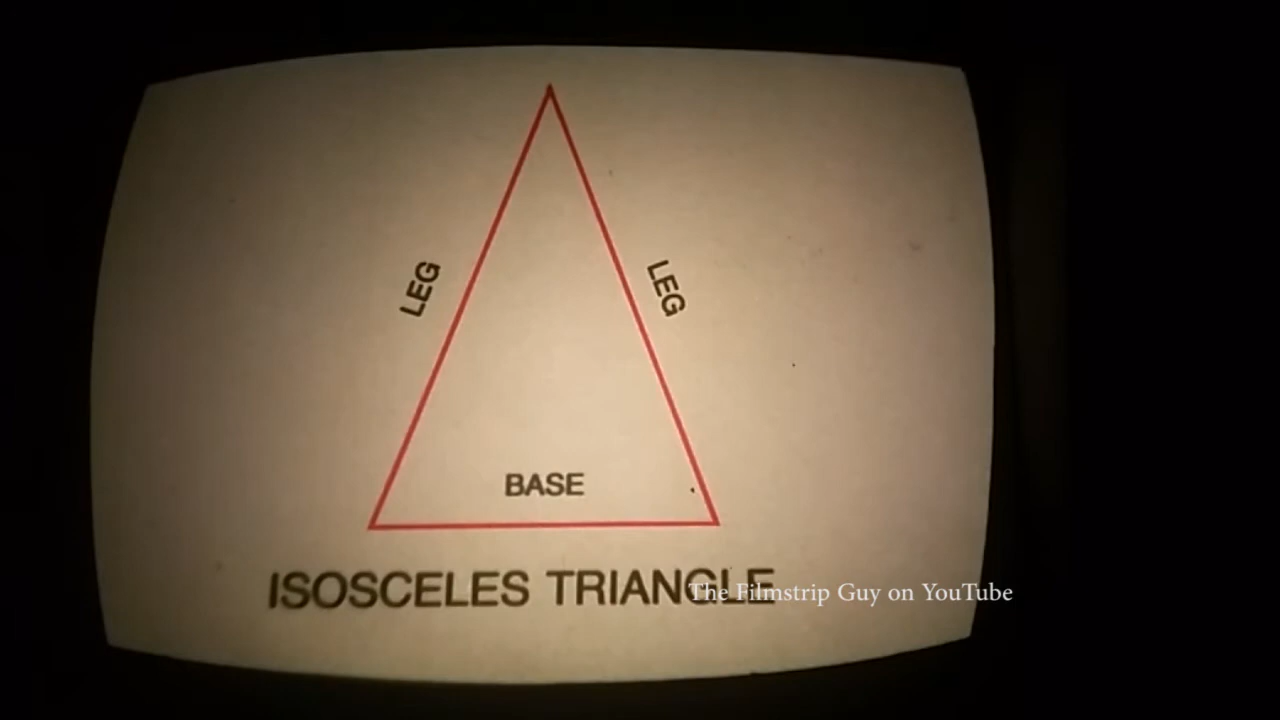 LEG
LEG
BASE
ISOSCELES TRIANGLE
The Filmstrip Guy on YouTube